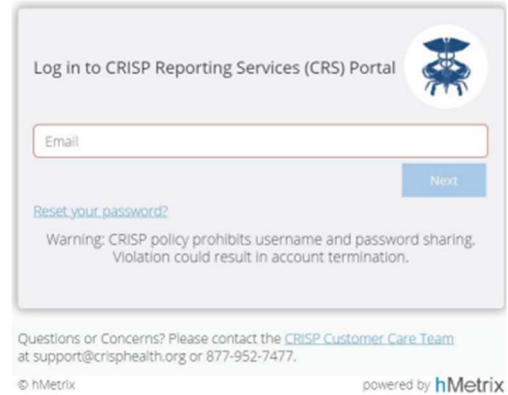 Log in to CRISP Reporting Services (CRS) Portal
Email
Next
Reset your password?
Warning: CRISP policy prohibits username and password sharing.
Violation could result in account termination.
Questions or Concerns? Please contact the CRISP Customer Care Team
at support@crisphealth.org or 877-952-7477.
© hMetrix
powered by hMetrix